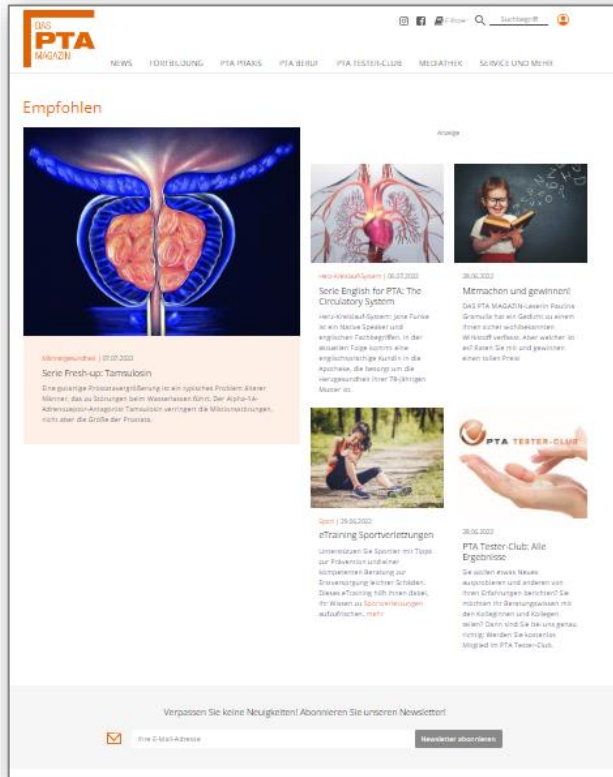 DAS
PTA
MAGAZIN
E-Paper
Suchbegriff
NEWS FORTBILDUNG PTA PRAXIS PTA BERUF PTA TESTER-CLUB MEDIATHEK SERVICE UND MEHR
Empfohlen
Männergesundheit | 07.07.2022
Serie Fresh-up: Tamsulosin
Eine gutartige Prostatavergrößerung ist ein typisches Problem älterer
Männer, das zu Störungen beim Wasserlassen führt. Der Alpha-1A-
Adrenozeptor-Antagonist Tamsulosin verringert die Miktionsstörungen,
nicht aber die Größe der Prostata.
Anzeige
Herz-Kreislauf-System | 06.07.2022
Serie English for PTA: The
Circulatory System
Herz-Kreislauf-System: Jane Funke
ist ein Native Speaker und
englischen Fachbegriffen. In der
aktuellen Folge kommt eine
englischsprachige Kundin in die
Apotheke, die besorgt um die
Herzgesundheit ihrer 78-jährigen
Mutter ist.
28.06.2022
Mitmachen und gewinnen!
DAS PTA MAGAZIN-Leserin Paulina
Gramulla hat ein Gedicht zu einem
Ihnen sicher wohlbekannten
Wirkstoff verfasst. Aber welcher ist
es? Raten Sie mit und gewinnen
einen tollen Preis!
Sport | 28.06.2022
eTraining Sportverletzungen
Unterstützen Sie Sportler mit Tipps
zur Prävention und einer
kompetenten Beratung zur
Erstversorgung leichter Schäden.
Dieses eTraining hilft Ihnen dabei,
Ihr Wissen zu Sportverletzungen
aufzufrischen. mehr
PTA TESTER-CLUB
28.06.2022
PTA Tester-Club: Alle
Ergebnisse
Sie wollen etwas Neues
ausprobieren und anderen von
Ihren Erfahrungen berichten? Sie
möchten Ihr Beratungswissen mit
den Kolleginnen und Kollegen
teilen? Dann sind Sie bei uns genau
richtig! Werden Sie kostenlos
Mitglied im PTA Tester-Club.
Verpassen Sie keine Neuigkeiten! Abonnieren Sie unseren Newsletter!
Ihre E-Mail-Adresse
Newsletter abonnieren